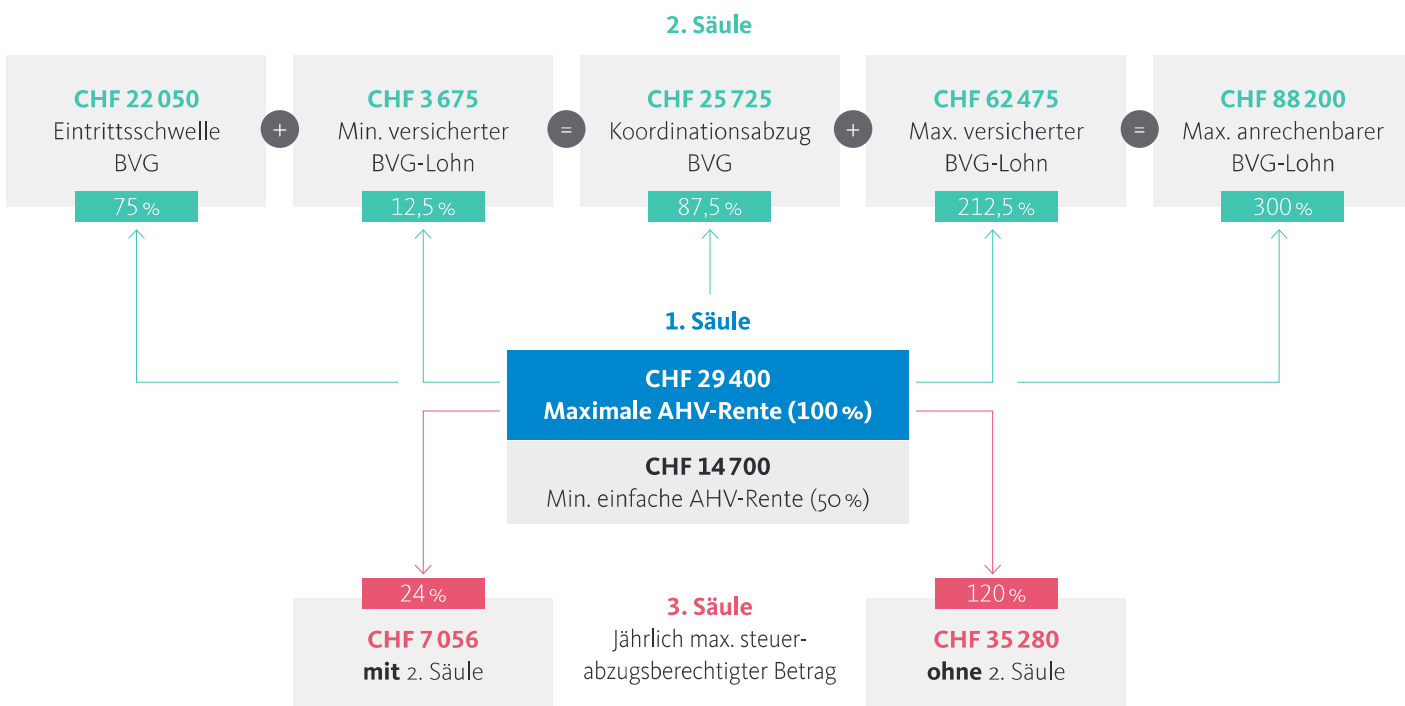 2. Säule
CHF 22 050
Eintrittsschwelle
BVG
75 %
+
CHF 3 675
Min. versicherter
BVG-Lohn
12,5 %
=
CHF 25 725
Koordinationsabzug
BVG
87,5 %
+
CHF 62 475
Max. versicherter
BVG-Lohn
212,5 %
=
CHF 88 200
Max. anrechenbarer
BVG-Lohn
300 %
1. Säule
CHF 29 400
Maximale AHV-Rente (100 %)
CHF 14 700
Min. einfache AHV-Rente (50 %)
24 %
CHF 7 056
mit 2. Säule
3. Säule
Jährlich max. steuer-
abzugsberechtigter Betrag
120 %
CHF 35 280
ohne 2. Säule